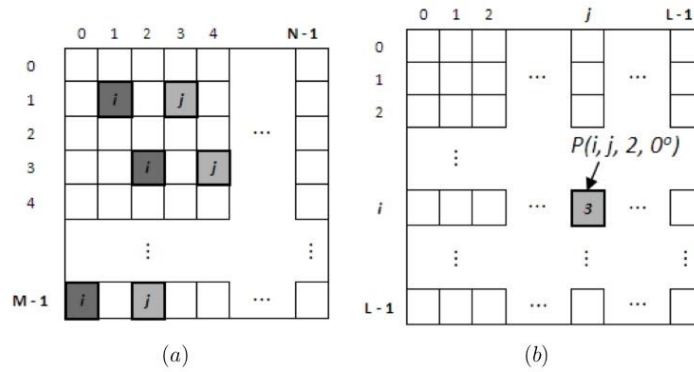 0 1 2 3 4 N - 1
0
1 i j
2 ...
3 i j
4
⋮ ⋮
M - 1 i j ...
(a)
0 1 2 j L - 1
0
1 ... ...
2
P(i, j, 2, 0º)
⋮
i ... 3 ...
⋮ ⋮ ⋮
L - 1 ... ...
(b)